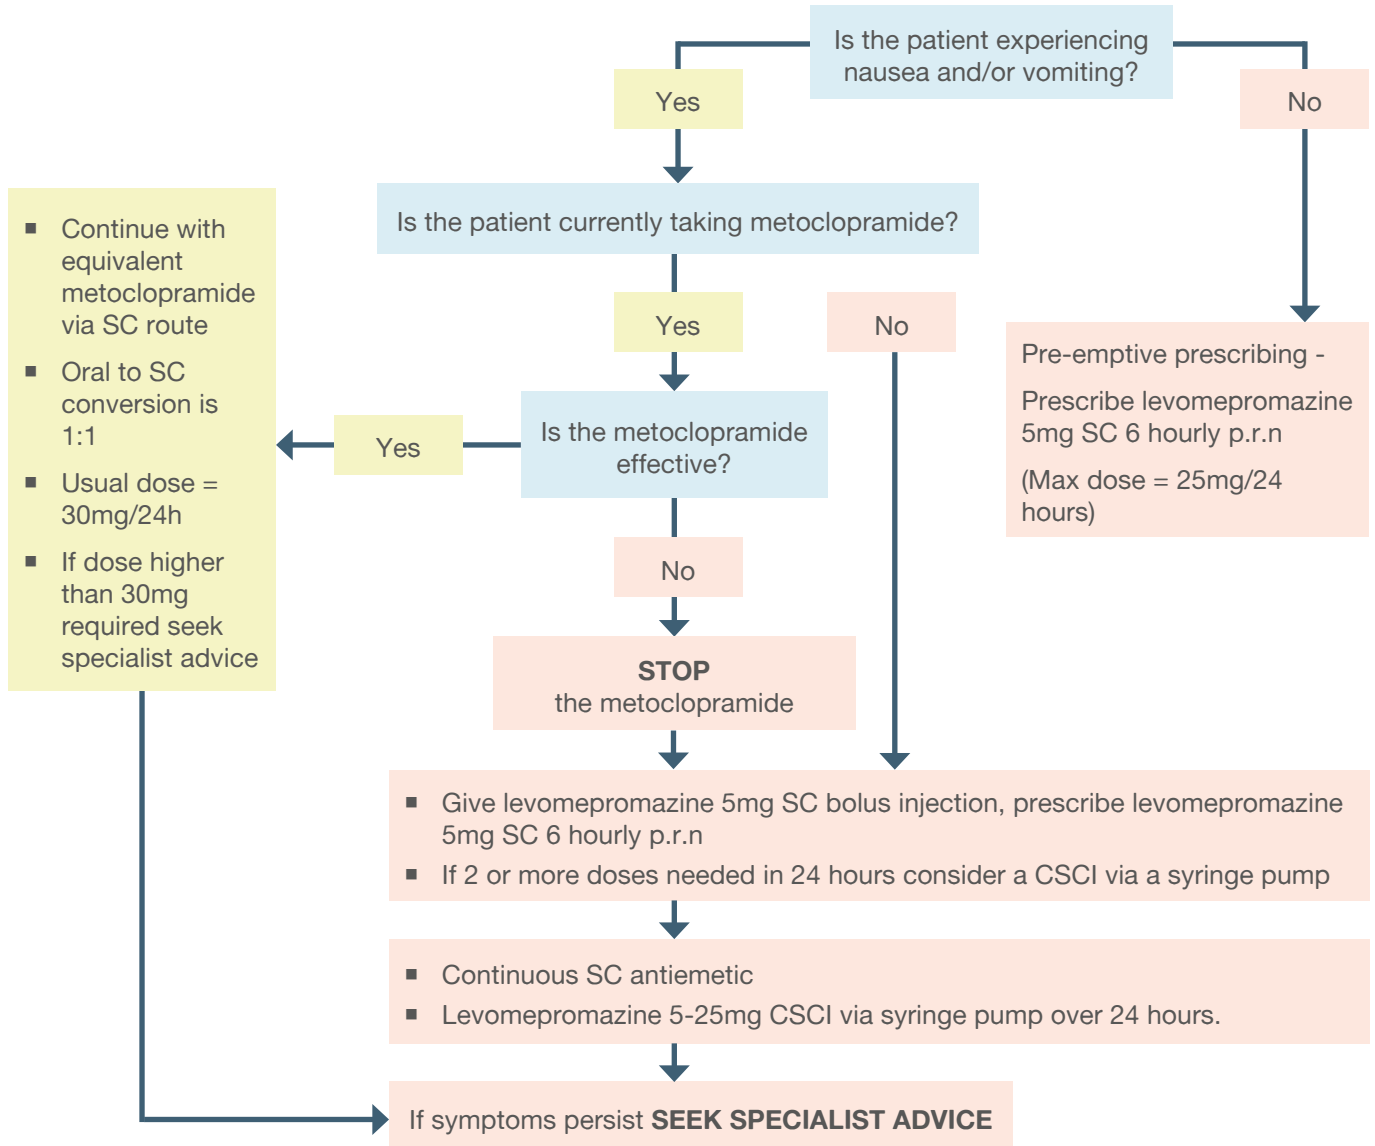 Is the patient experiencing
nausea and/or vomiting?
Yes
No
Is the patient currently taking metoclopramide?
■ Continue with
equivalent
metoclopramide
via SC route
■ Oral to SC
conversion is
1:1
■ Usual dose =
30mg/24h
■ If dose higher
than 30mg
required seek
specialist advice
Yes
No
Pre-emptive prescribing -
Prescribe levomepromazine
5mg SC 6 hourly p.r.n
(Max dose = 25mg/24
hours)
Is the metoclopramide
effective?
Yes
No
STOP
the metoclopramide
■ Give levomepromazine 5mg SC bolus injection, prescribe levomepromazine
5mg SC 6 hourly p.r.n
■ If 2 or more doses needed in 24 hours consider a CSCI via a syringe pump
■ Continuous SC antiemetic
■ Levomepromazine 5-25mg CSCI via syringe pump over 24 hours.
If symptoms persist SEEK SPECIALIST ADVICE